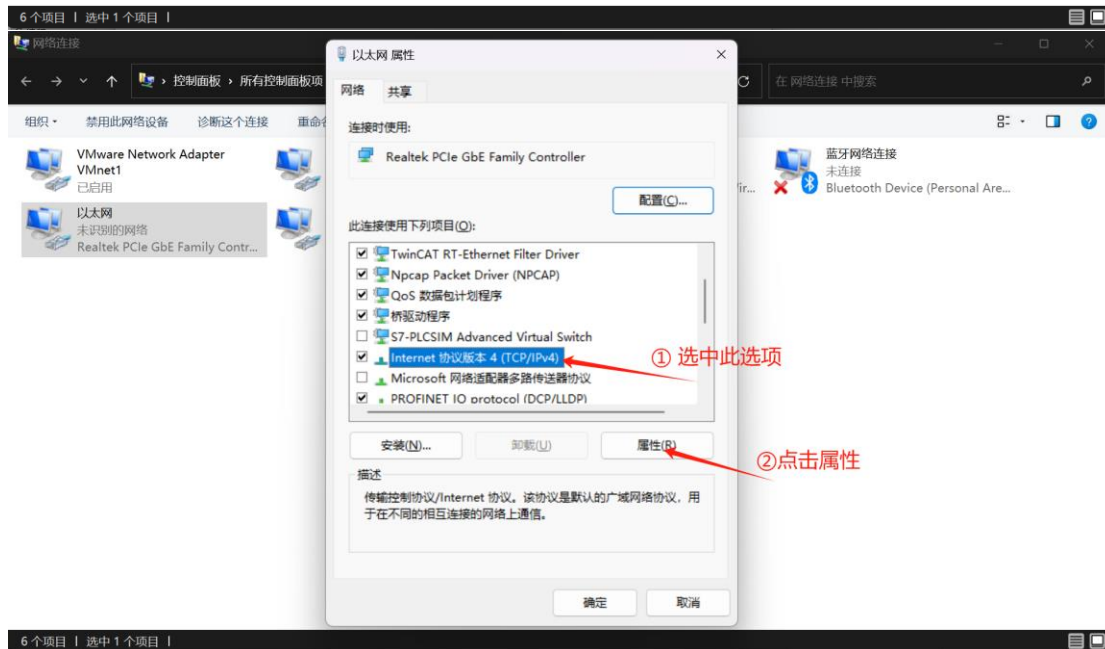 6 个项目 | 选中 1 个项目 |
网络连接
控制面板 › 所有控制面板项
在 网络连接 中搜索
组织
禁用此网络设备
诊断这个连接
VMware Network Adapter
VMnet1
已启用
以太网
未识别的网络
Realtek PCIe GbE Family Contr...
以太网 属性
网络
共享
连接时使用:
Realtek PCIe GbE Family Controller
配置(C)...
此连接使用下列项目(O):
TwinCAT RT-Ethernet Filter Driver
Npcap Packet Driver (NPCAP)
QoS 数据包计划程序
桥驱动程序
S7-PLCSIM Advanced Virtual Switch
Internet 协议版本 4 (TCP/IPv4)
Microsoft 网络适配器多路传送器协议
PROFINET IO protocol (DCP/LLDP)
① 选中此选项
安装(N)...
卸载(U)
属性(R)
②点击属性
描述
传输控制协议/Internet 协议。该协议是默认的广域网络协议，用
于在不同的相互连接的网络上通信。
确定
取消
蓝牙网络连接
未连接
Bluetooth Device (Personal Are...
6 个项目 | 选中 1 个项目 |